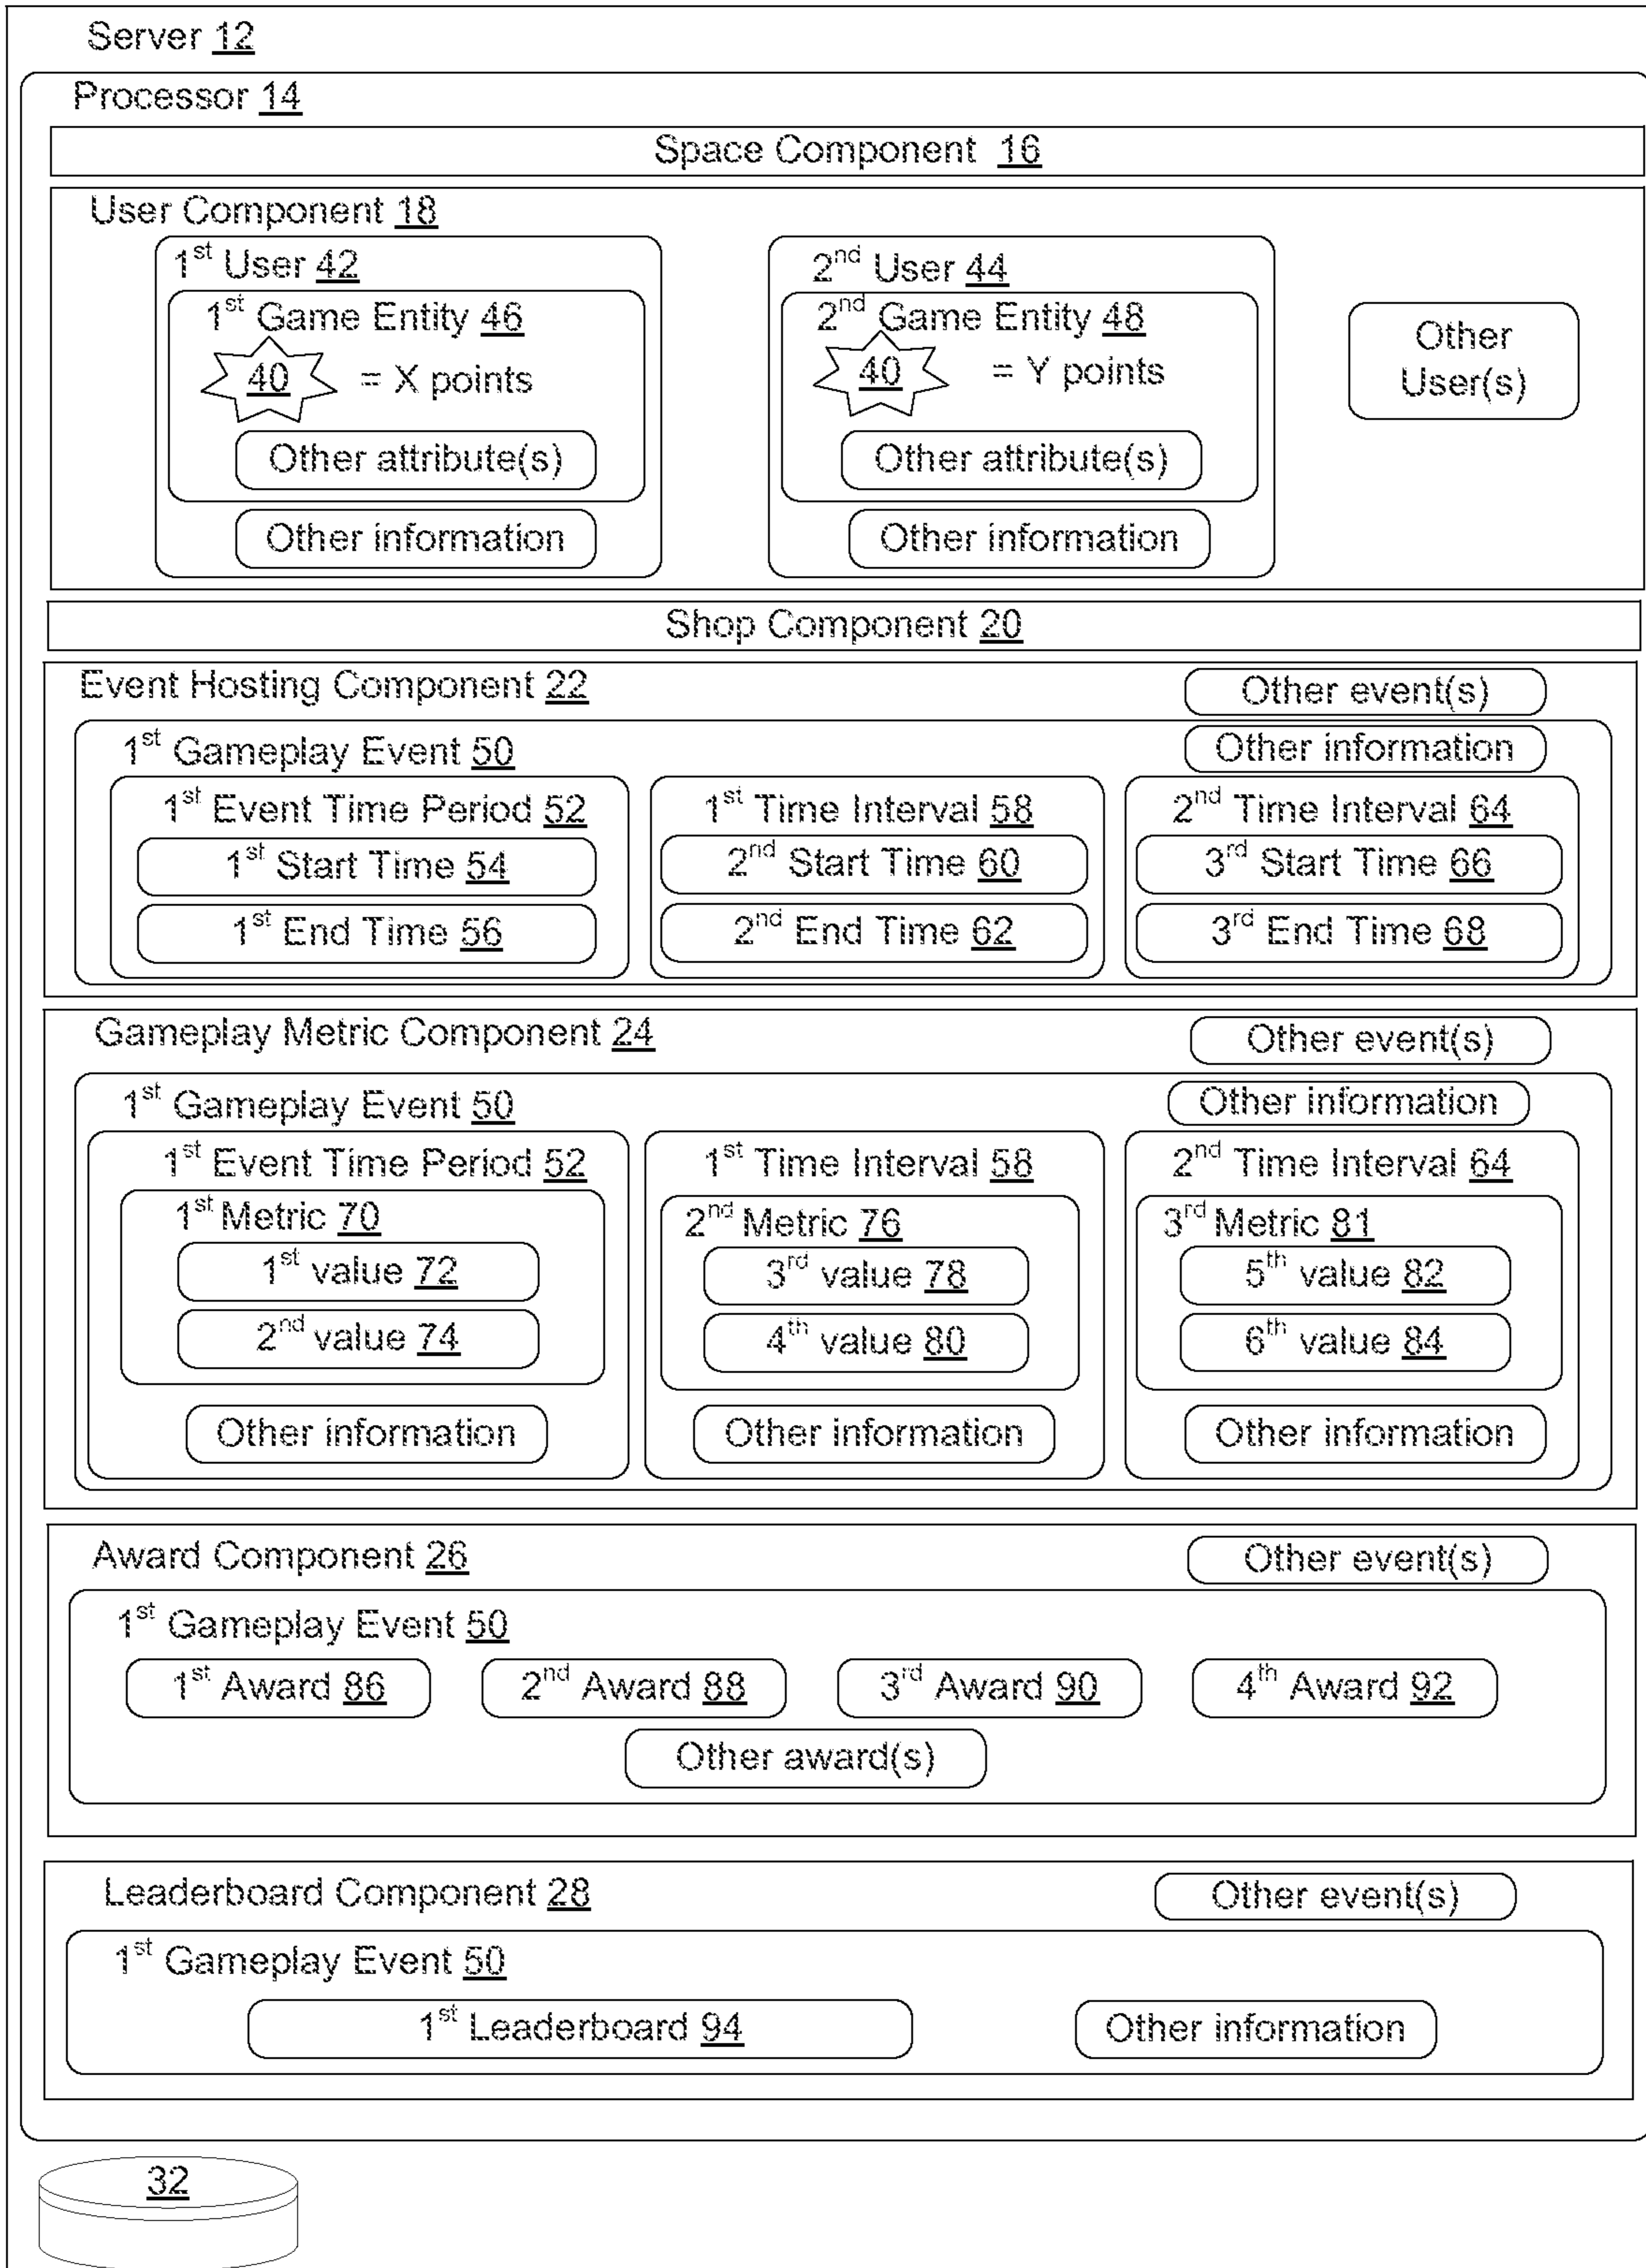 Server 12
Processor 14
Space Component 16
User Component 18
1st User 42
2nd User 44
1st Game Entity 46
2nd Game Entity 48
40 = X points
40 = Y points
Other
User(s)
Other attribute(s)
Other attribute(s)
Other information
Other information
Shop Component 20
Event Hosting Component 22
Other event(s)
1st Gameplay Event 50
Other information
1st Event Time Period 52
1st Time Interval 58
2nd Time Interval 64
1st Start Time 54
2nd Start Time 60
3rd Start Time 66
1st End Time 56
2nd End Time 62
3rd End Time 68
Gameplay Metric Component 24
Other event(s)
1st Gameplay Event 50
Other information
1st Event Time Period 52
1st Time Interval 58
2nd Time Interval 64
1st Metric 70
2nd Metric 76
3rd Metric 81
1st value 72
3rd value 78
5th value 82
2nd value 74
4th value 80
6th value 84
Other information
Other information
Other information
Award Component 26
Other event(s)
1st Gameplay Event 50
1st Award 86
2nd Award 88
3rd Award 90
4th Award 92
Other award(s)
Leaderboard Component 28
Other event(s)
1st Gameplay Event 50
1st Leaderboard 94
Other information
32